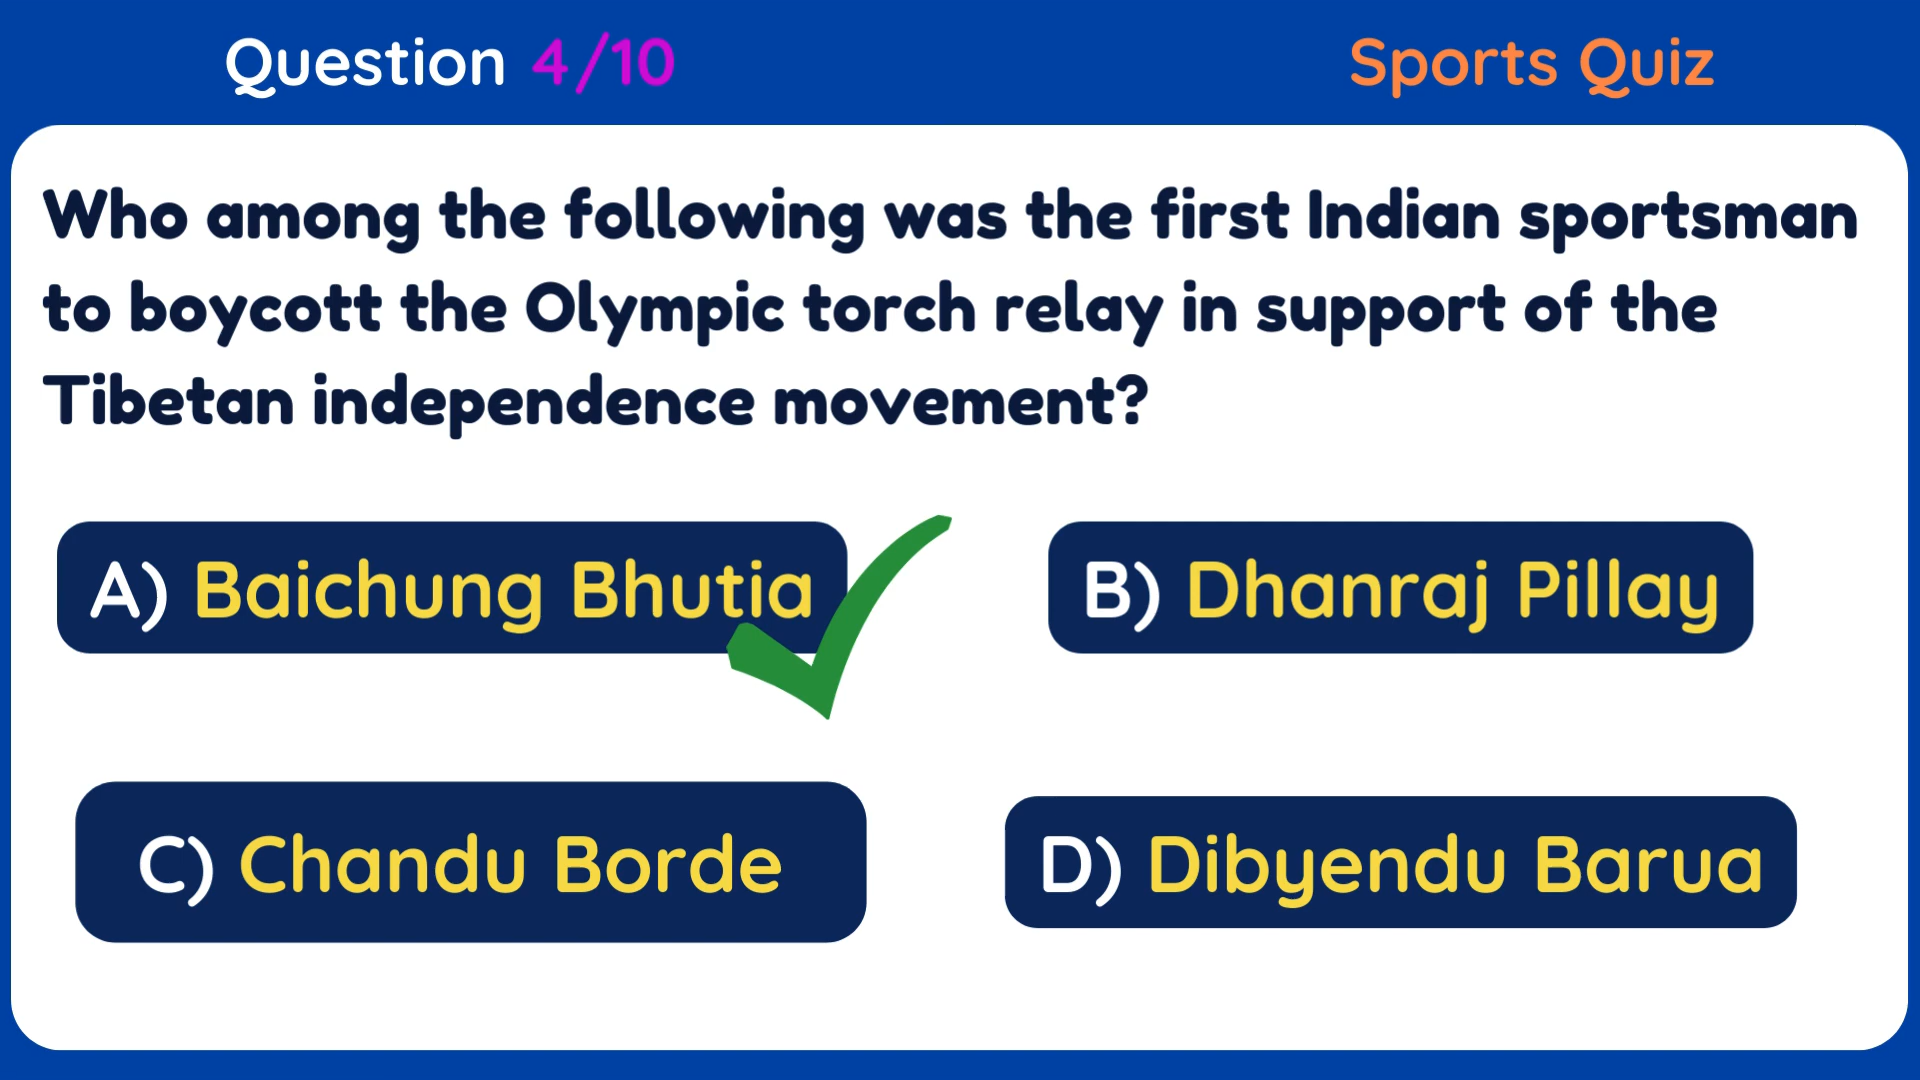 Question 4/10
Sports Quiz
Who among the following was the first Indian sportsman
to boycott the Olympic torch relay in support of the
Tibetan independence movement?
A) Baichung Bhutia
B) Dhanraj Pillay
C) Chandu Borde
D) Dibyendu Barua